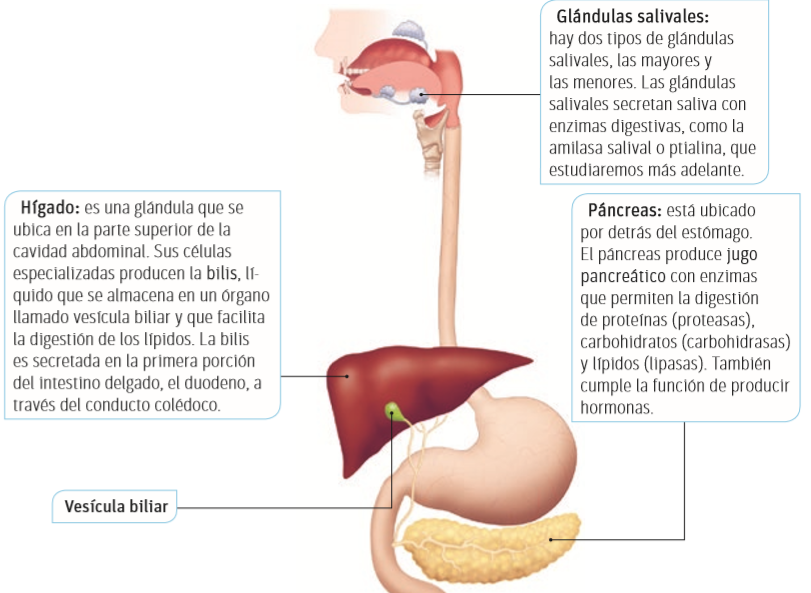 Glándulas salivales:
hay dos tipos de glándulas
salivales, las mayores y
las menores. Las glándulas
salivales secretan saliva con
enzimas digestivas, como la
amilasa salival o ptialina, que
estudiaremos más adelante.
Hígado: es una glándula que se
ubica en la parte superior de la
cavidad abdominal. Sus células
especializadas producen la bilis, lí-
quido que se almacena en un órgano
llamado vesícula biliar y que facilita
la digestión de los lípidos. La bilis
es secretada en la primera porción
del intestino delgado, el duodeno, a
través del conducto colédoco.
Páncreas: está ubicado
por detrás del estómago.
El páncreas produce jugo
pancreático con enzimas
que permiten la digestión
de proteínas (proteasas),
carbohidratos (carbohidrasas)
y lípidos (lipasas). También
cumple la función de producir
hormonas.
Vesícula biliar